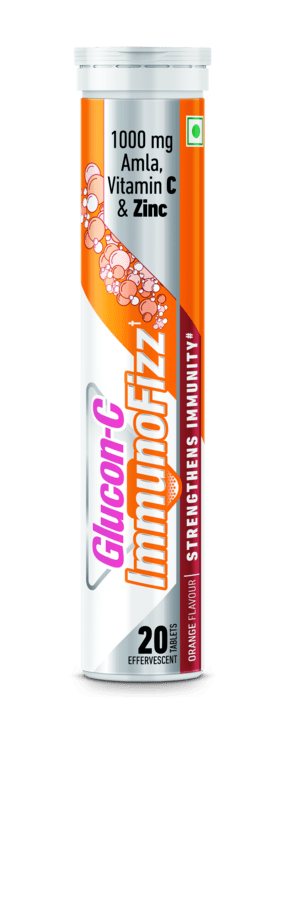 1000 mg
Amla,
Vitamin C
& Zinc
Glucon-C
ImmunoFizz†
STRENGTHENS IMMUNITY#
ORANGE FLAVOUR
20 TABLETS
EFFERVESCENT